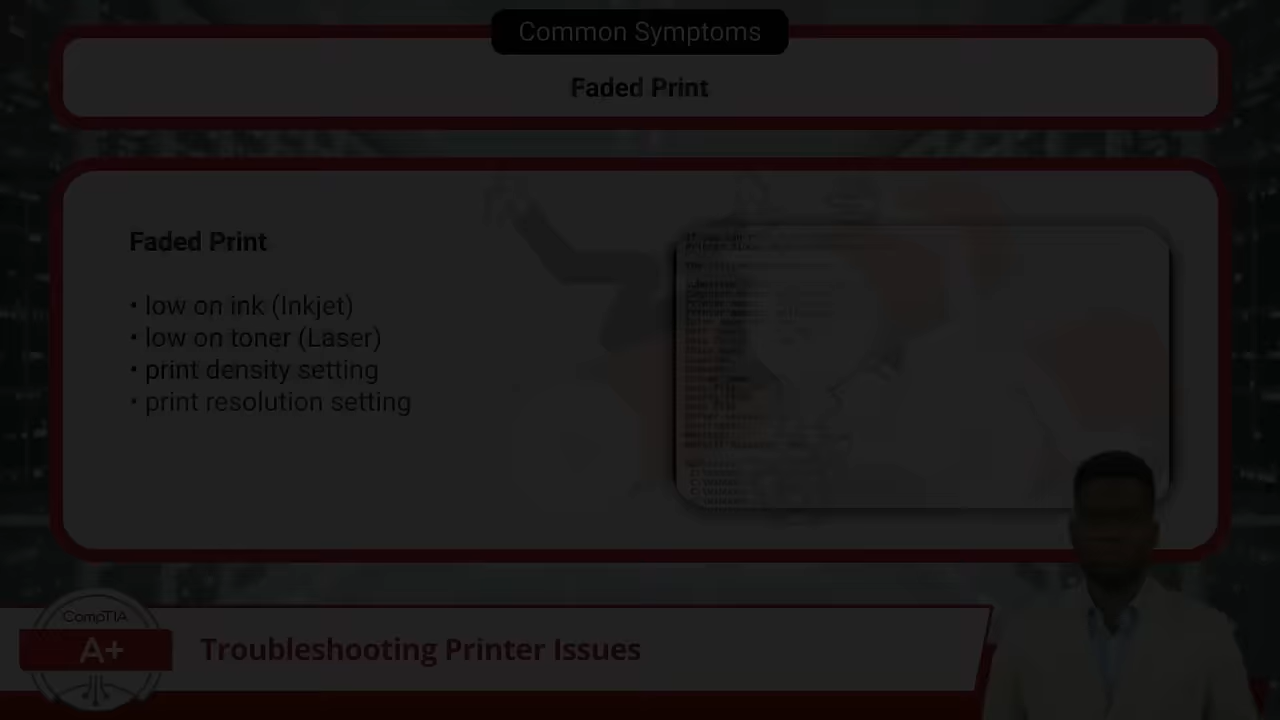 Common Symptoms
Faded Print
Faded Print
• low on ink (Inkjet)
• low on toner (Laser)
• print density setting
• print resolution setting
CompTIA
A+
Troubleshooting Printer Issues